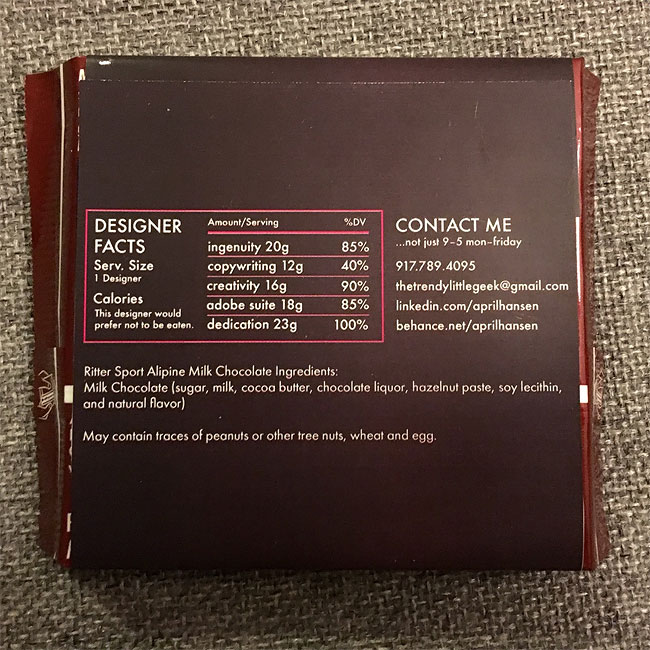 DESIGNER
FACTS
Serv. Size
1 Designer
Calories
This designer would
prefer not to be eaten.
Amount/Serving %DV
ingenuity 20g 85%
copywriting 12g 40%
creativity 16g 90%
adobe suite 18g 85%
dedication 23g 100%
CONTACT ME
...not just 9–5 mon–friday
917.789.4095
thetrendylittlegeek@gmail.com
linkedin.com/aprilhansen
behance.net/aprilhansen
Ritter Sport Alipine Milk Chocolate Ingredients:
Milk Chocolate (sugar, milk, cocoa butter, chocolate liquor, hazelnut paste, soy lecithin,
and natural flavor)
May contain traces of peanuts or other tree nuts, wheat and egg.